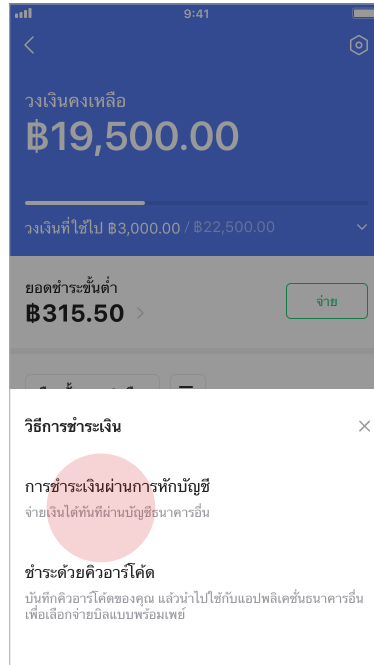 9:41
วงเงินคงเหลือ
฿19,500.00
วงเงินที่ใช้ไป ฿3,000.00 / ฿22,500.00
ยอดชำระขั้นต่ำ
฿315.50
จ่าย
วิธีการชำระเงิน
การชำระเงินผ่านการหักบัญชี
จ่ายเงินได้ทันทีผ่านบัญชีธนาคารอื่น
ชำระด้วยคิวอาร์โค้ด
บันทึกคิวอาร์โค้ดของคุณ แล้วนำไปใช้กับแอปพลิเคชั่นธนาคารอื่น
เพื่อเลือกจ่ายบิลแบบพร้อมเพย์